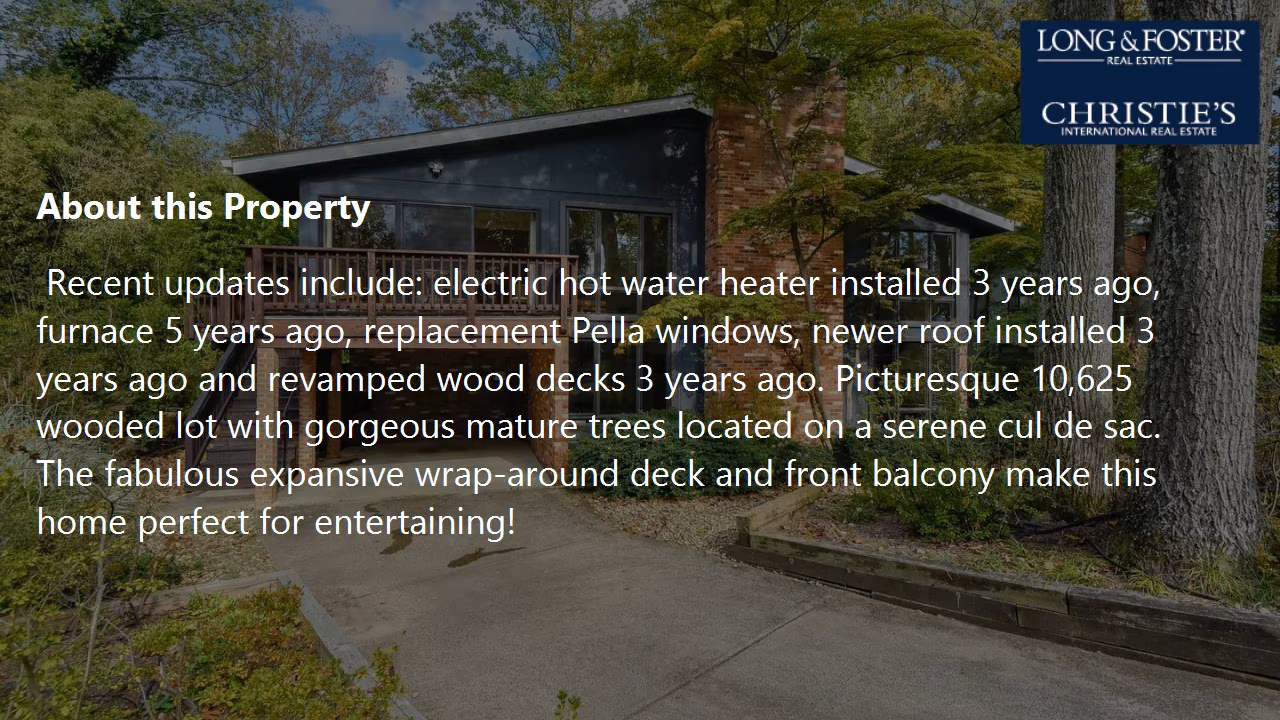 LONG & FOSTER®
REAL ESTATE
CHRISTIE'S
INTERNATIONAL REAL ESTATE
About this Property
Recent updates include: electric hot water heater installed 3 years ago,
furnace 5 years ago, replacement Pella windows, newer roof installed 3
years ago and revamped wood decks 3 years ago. Picturesque 10,625
wooded lot with gorgeous mature trees located on a serene cul de sac.
The fabulous expansive wrap-around deck and front balcony make this
home perfect for entertaining!